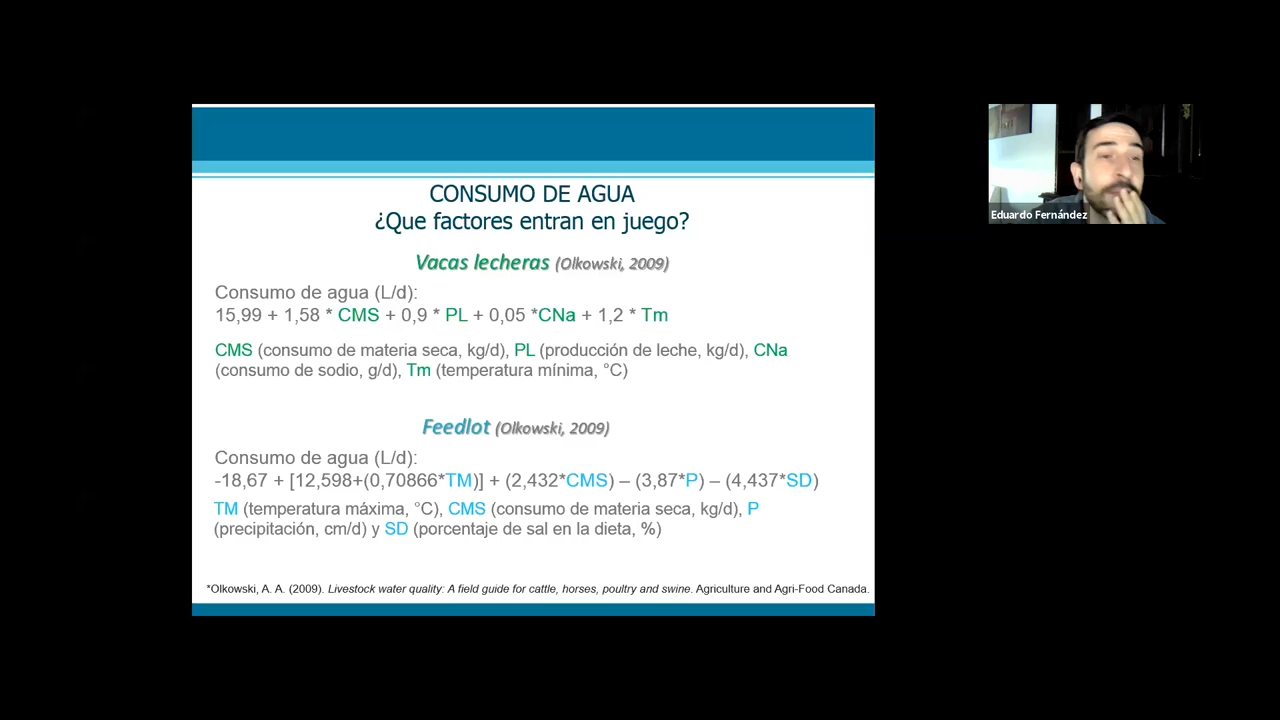 CONSUMO DE AGUA
¿Que factores entran en juego?
Vacas lecheras (Olkowski, 2009)
Consumo de agua (L/d):
15,99 + 1,58 * CMS + 0,9 * PL + 0,05 *CNa + 1,2 * Tm
CMS (consumo de materia seca, kg/d), PL (producción de leche, kg/d), CNa
(consumo de sodio, g/d), Tm (temperatura mínima, °C)
Feedlot (Olkowski, 2009)
Consumo de agua (L/d):
-18,67 + [12,598+(0,70866*TM)] + (2,432*CMS) – (3,87*P) – (4,437*SD)
TM (temperatura máxima, °C), CMS (consumo de materia seca, kg/d), P
(precipitación, cm/d) y SD (porcentaje de sal en la dieta, %)
*Olkowski, A. A. (2009). Livestock water quality: A field guide for cattle, horses, poultry and swine. Agriculture and Agri-Food Canada.
Eduardo Fernández